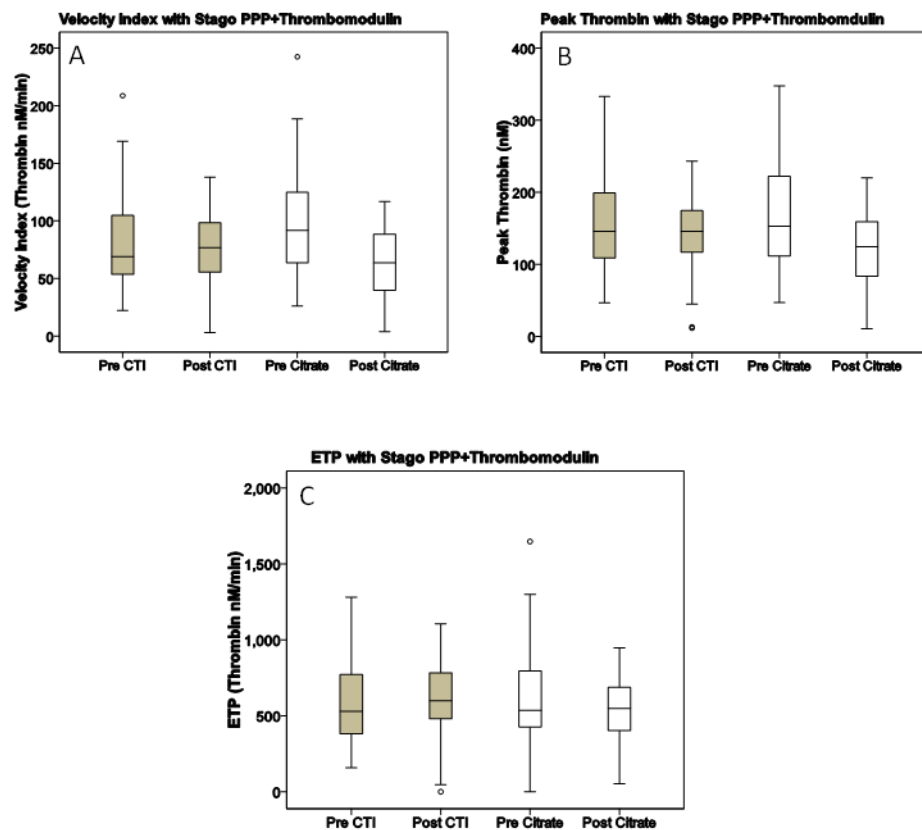 Velocity Index with Stago PPP+Thrombomodulin
A
Velocity Index (Thrombin nM/min)
250
200
150
100
50
0
Pre CTI Post CTI Pre Citrate Post Citrate
Peak Thrombin with Stago PPP+Thrombmdulin
B
Peak Thrombin (nM)
400
300
200
100
0
Pre CTI Post CTI Pre Citrate Post Citrate
ETP with Stago PPP+Thrombomodulin
C
ETP (Thrombin nM/min)
2,000
1,500
1,000
500
0
Pre CTI Post CTI Pre Citrate Post Citrate